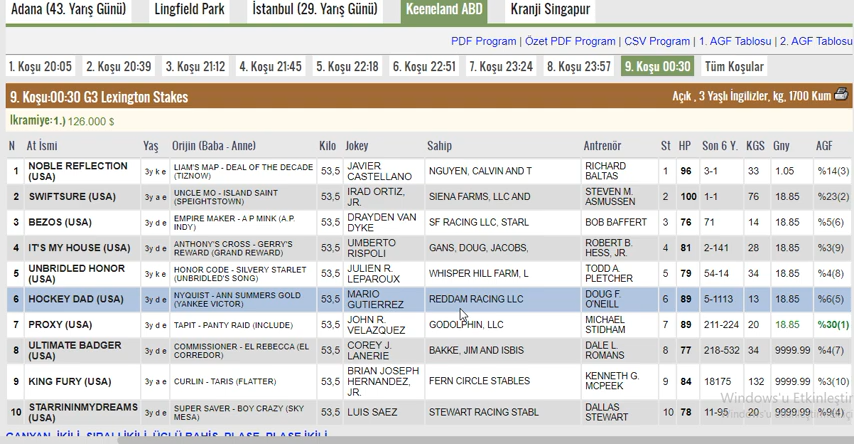 Adana (43. Yarış Günü) Lingfield Park İstanbul (29. Yarış Günü) Keeneland ABD Kranji Singapur
PDF Program | Özet PDF Program | CSV Program | 1. AGF Tablosu | 2. AGF Tablosu
1. Koşu 20:05 2. Koşu 20:39 3. Koşu 21:12 4. Koşu 21:45 5. Koşu 22:18 6. Koşu 22:51 7. Koşu 23:24 8. Koşu 23:57 9. Koşu 00:30 Tüm Koşular
9. Koşu:00:30 G3 Lexington Stakes Açık , 3 Yaşlı İngilizler, kg, 1700 Kum
İkramiye:1.) 126.000 $
N At İsmi Yaş Orijin (Baba - Anne) Kilo Jokey Sahip Antrenör St HP Son 6 Y. KGS Gny AGF
1 NOBLE REFLECTION (USA) 3y k e LIAM'S MAP - DEAL OF THE DECADE (TIZNOW) 53,5 JAVIER CASTELLANO NGUYEN, CALVIN AND T RICHARD BALTAS 1 96 3-1 33 1.05 %14(3)
2 SWIFTSURE (USA) 3y a e UNCLE MO - ISLAND SAINT (SPEIGHTSTOWN) 53,5 IRAD ORTIZ, JR. SIENA FARMS, LLC AND STEVEN M. ASMUSSEN 2 100 1-1 76 18.85 %23(2)
3 BEZOS (USA) 3y d e EMPIRE MAKER - A P MINK (A.P. INDY) 53,5 DRAYDEN VAN DYKE SF RACING LLC, STARL BOB BAFFERT 3 76 71 14 18.85 %5(6)
4 IT'S MY HOUSE (USA) 3y d e ANTHONY'S CROSS - GERRY'S REWARD (GRAND REWARD) 53,5 UMBERTO RISPOLI GANS, DOUG, JACOBS, ROBERT B. HESS, JR. 4 81 2-141 28 18.85 %3(9)
5 UNBRIDLED HONOR (USA) 3y k e HONOR CODE - SILVERY STARLET (UNBRIDLED'S SONG) 53,5 JULIEN R. LEPAROUX WHISPER HILL FARM, L TODD A. PLETCHER 5 79 54-14 34 18.85 %4(8)
6 HOCKEY DAD (USA) 3y d e NYQUIST - ANN SUMMERS GOLD (YANKEE VICTOR) 53,5 MARIO GUTIERREZ REDDAM RACING LLC DOUG F. O'NEILL 6 89 5-1113 13 18.85 %6(5)
7 PROXY (USA) 3y d e TAPIT - PANTY RAID (INCLUDE) 53,5 JOHN R. VELAZQUEZ GODOLPHIN, LLC MICHAEL STIDHAM 7 89 211-224 20 18.85 %30(1)
8 ULTIMATE BADGER (USA) 3y d e COMMISSIONER - EL REBECCA (EL CORREDOR) 53,5 COREY J. LANERIE BAKKE, JIM AND ISBIS DALE L. ROMANS 8 77 218-532 34 9999.99 %4(7)
9 KING FURY (USA) 3y a e CURLIN - TARIS (FLATTER) 53,5 BRIAN JOSEPH HERNANDEZ, JR. FERN CIRCLE STABLES KENNETH G. MCPEEK 9 84 18175 132 9999.99 %3(10)
10 STARRININMYDREAMS (USA) 3y d e SUPER SAVER - BOY CRAZY (SKY MESA) 53,5 LUIS SAEZ STEWART RACING STABL DALLAS STEWART 10 78 11-95 20 9999.99 %9(4)
Windows'u Etkinleştir
GANYAN, İKİLİ, SIRALI İKİLİ, ÜÇLÜ BAHİS, PLASE, PLASE İKİLİ